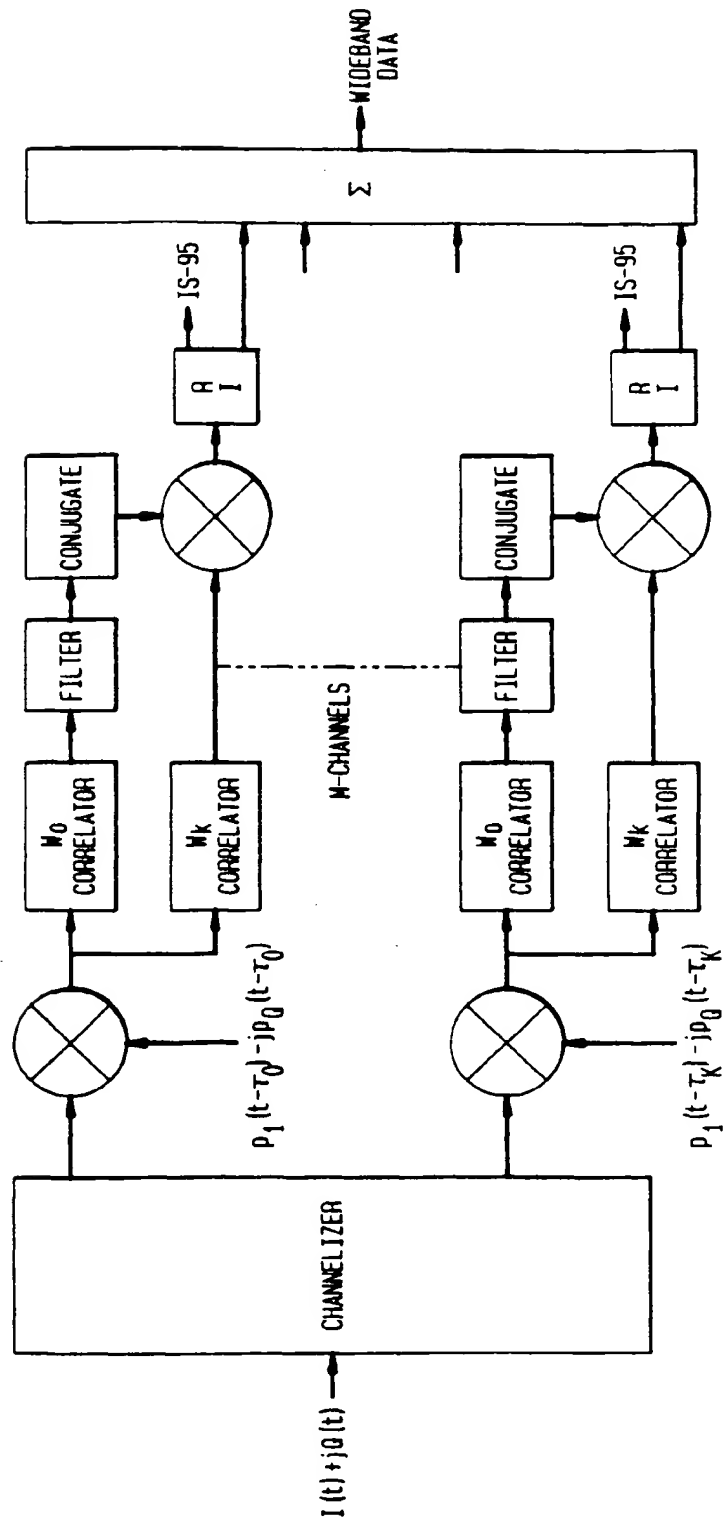 I(t)+jQ(t)
CHANNELIZER
P1(t-τ0)-jPQ(t-τ0)
W0
CORRELATOR
FILTER
CONJUGATE
WK
CORRELATOR
R
I
IS-95
M-CHANNELS
P1(t-τK)-jPQ(t-τK)
W0
CORRELATOR
FILTER
CONJUGATE
WK
CORRELATOR
R
I
IS-95
Σ
WIDEBAND
DATA